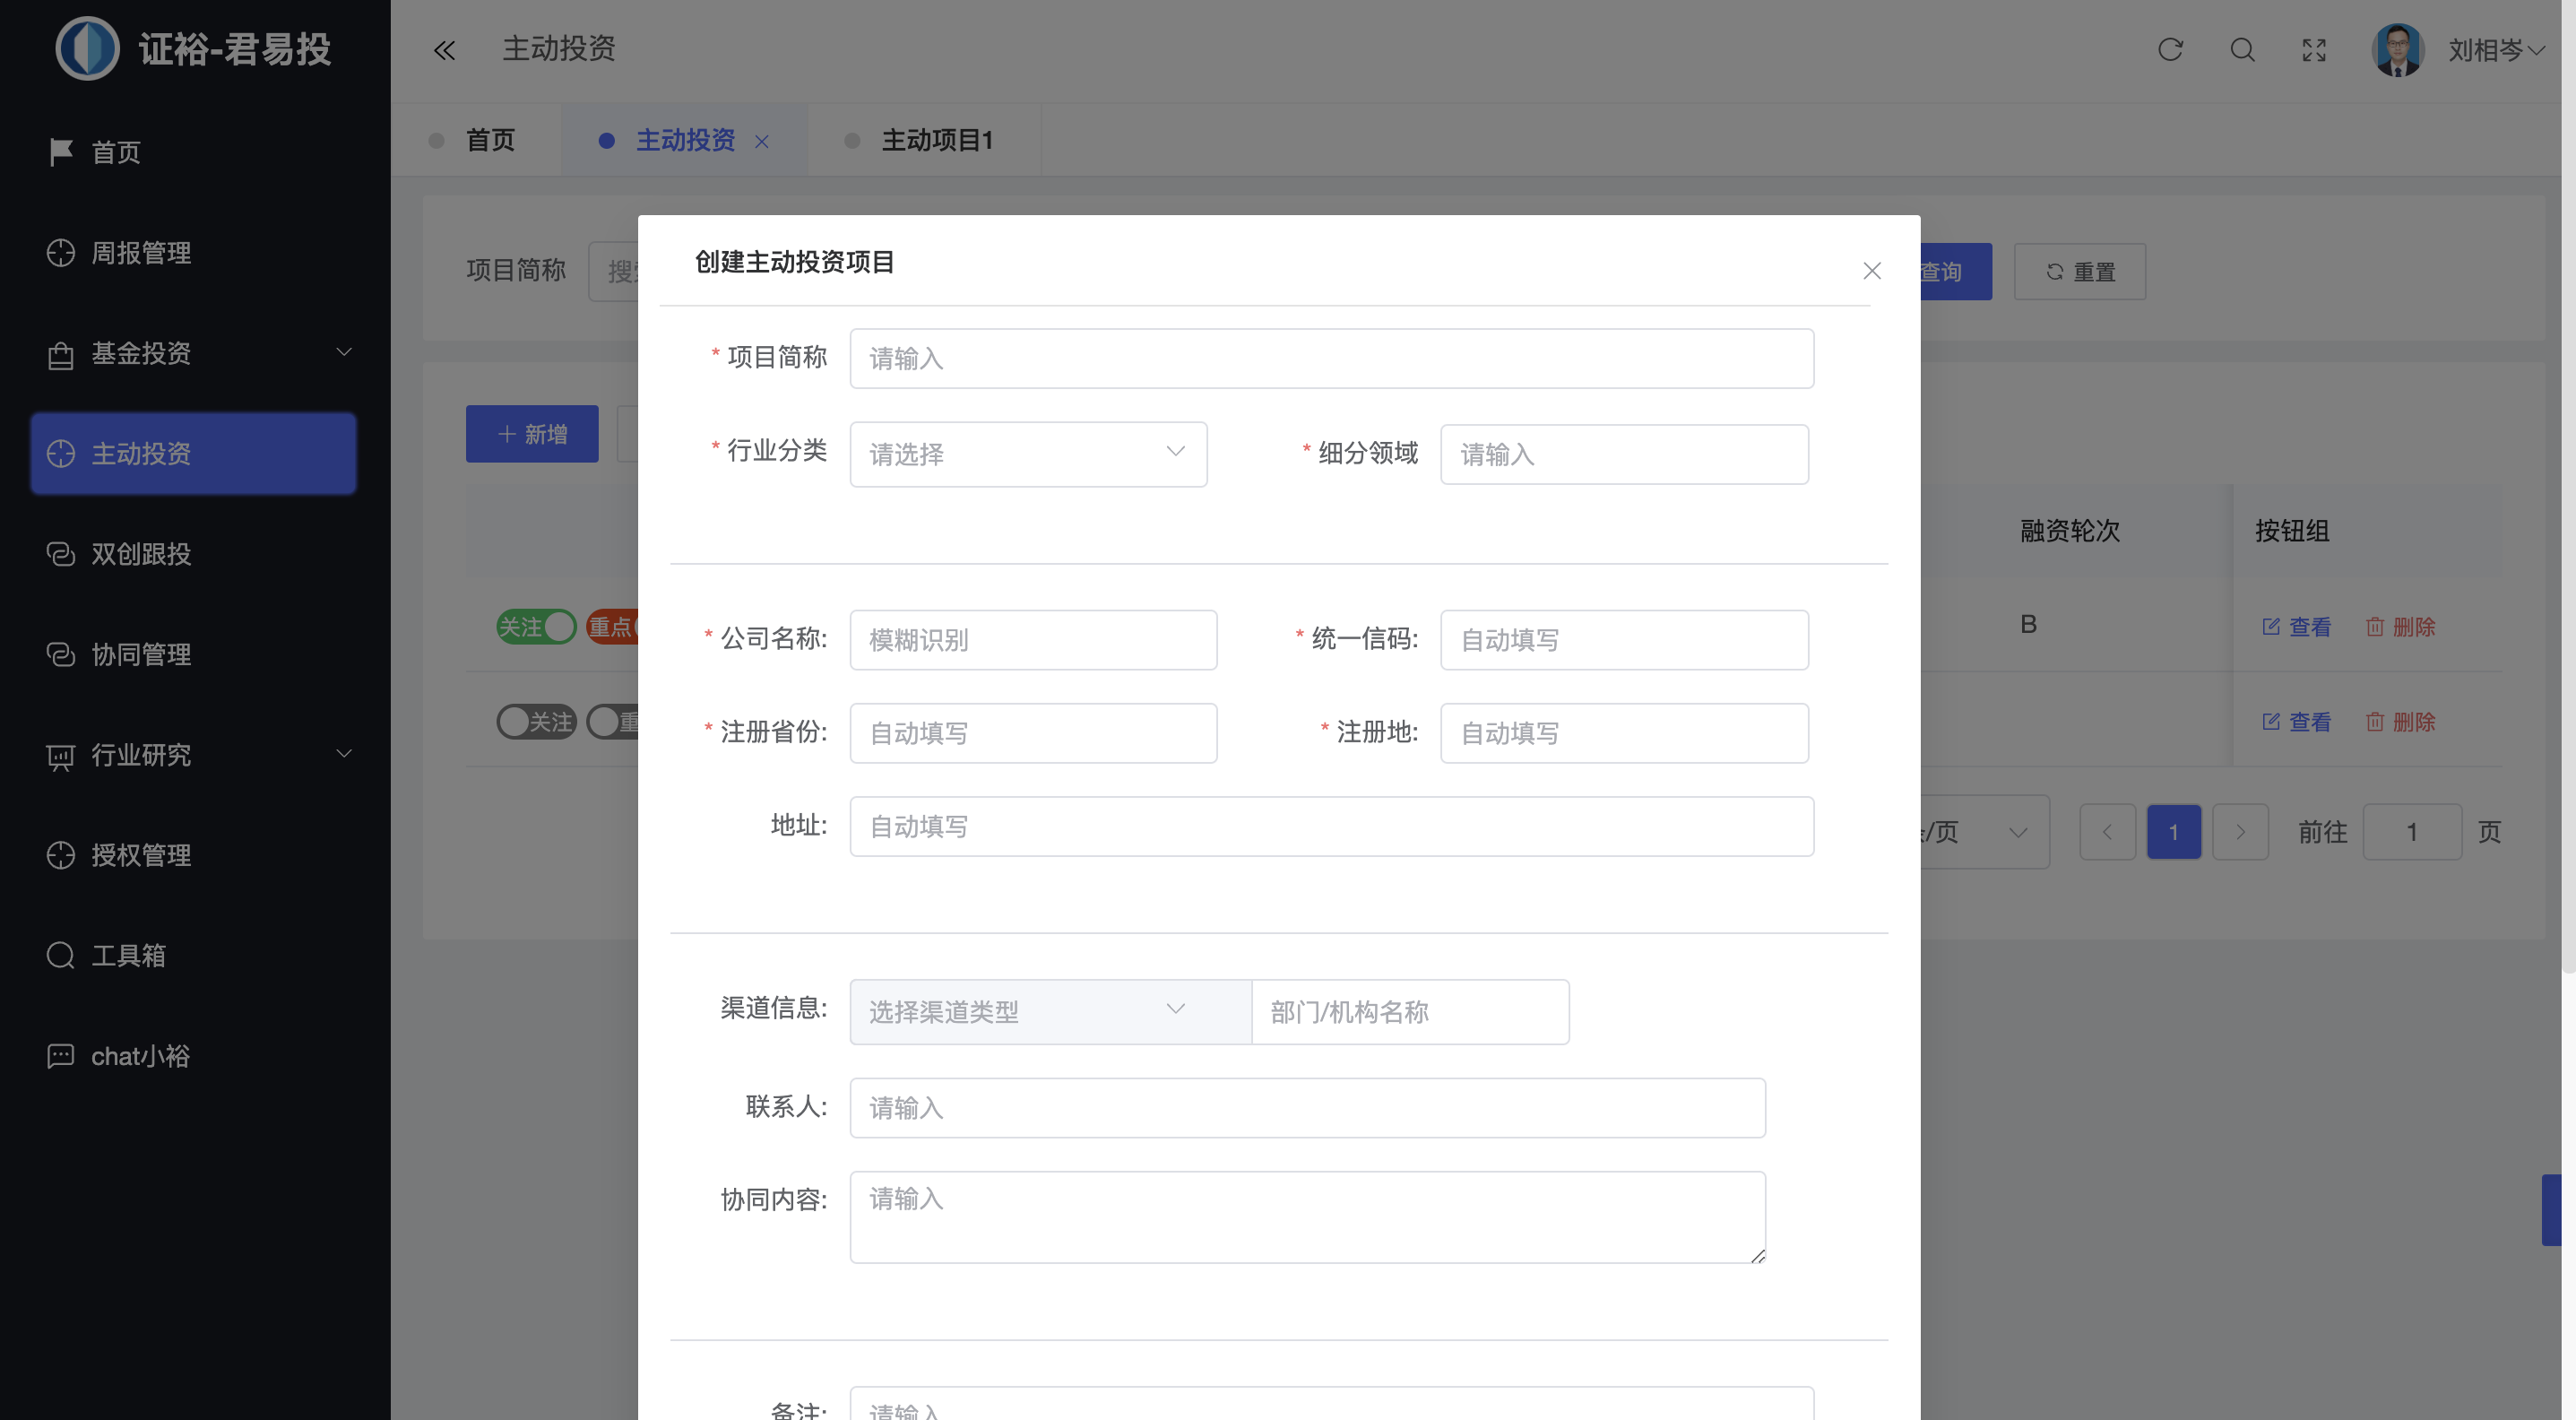 证裕-君易投
主动投资
刘相岑
首页
主动投资
主动项目1
首页
周报管理
基金投资
主动投资
双创跟投
协同管理
行业研究
授权管理
工具箱
chat小裕
项目简称
查询
重置
新增
融资轮次
按钮组
关注
重点
B
查看
删除
关注
查看
删除
/页
1
前往
1
页
创建主动投资项目
* 项目简称
请输入
* 行业分类
请选择
* 细分领域
请输入
* 公司名称:
模糊识别
* 统一信码:
自动填写
* 注册省份:
自动填写
* 注册地:
自动填写
地址:
自动填写
渠道信息:
选择渠道类型
部门/机构名称
联系人:
请输入
协同内容:
请输入
备注:
请输入